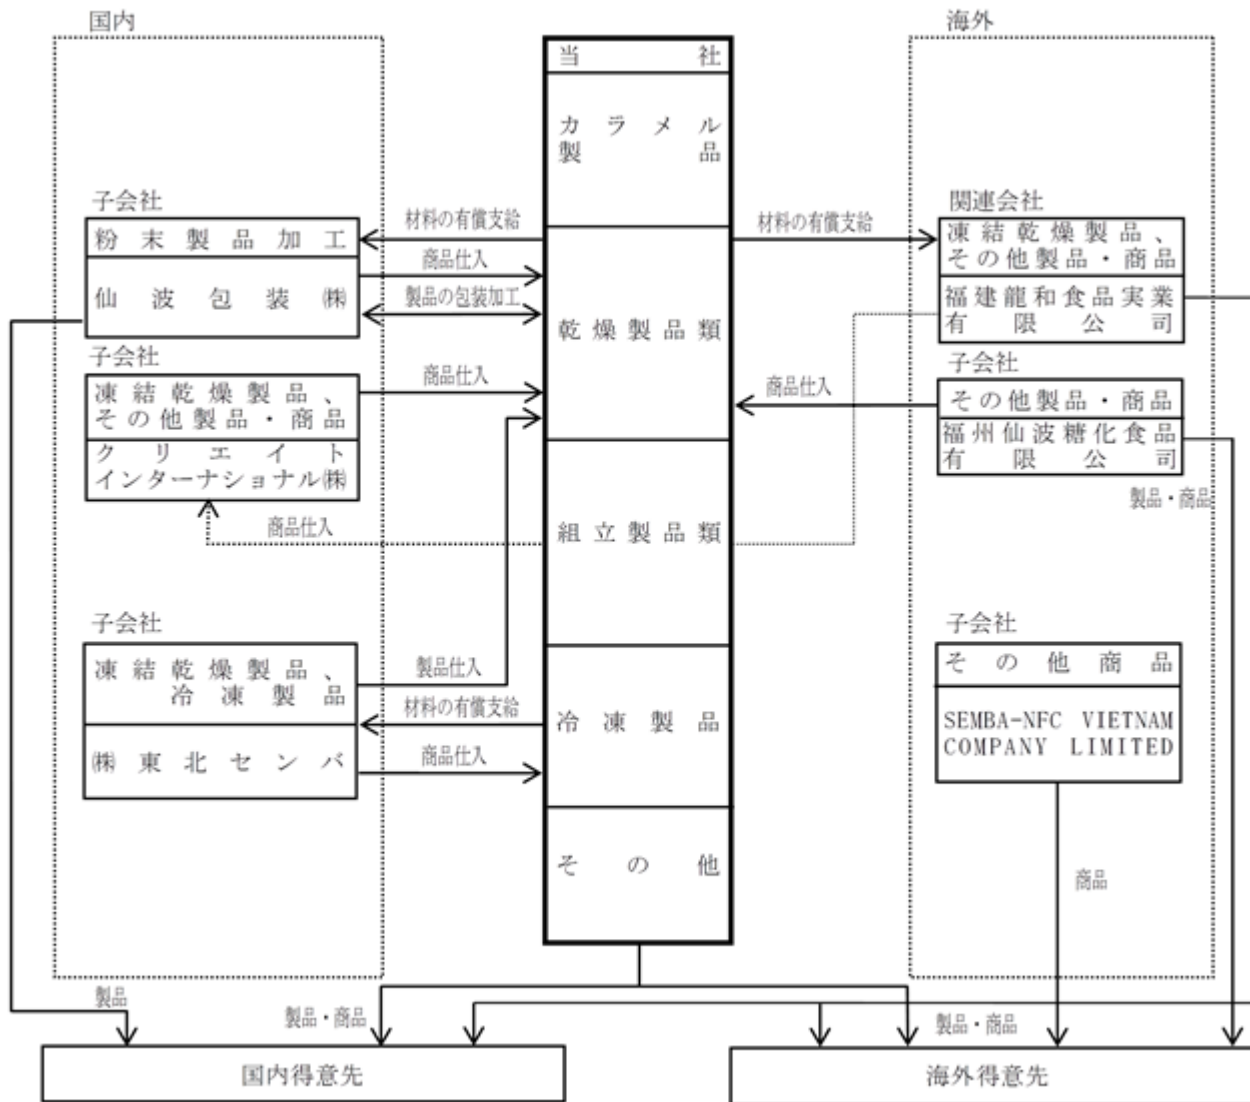 国内
海外
当社
カラメル
製品
子会社
粉末製品加工
仙波包装㈱
材料の有償支給
商品仕入
製品の包装加工
乾燥製品類
材料の有償支給
関連会社
凍結乾燥製品、
その他製品・商品
福建龍和食品実業
有限公司
子会社
凍結乾燥製品、
その他製品・商品
クリエイト
インターナショナル㈱
商品仕入
商品仕入
子会社
その他製品・商品
福州仙波糖化食品
有限公司
製品・商品
商品仕入
組立製品類
子会社
凍結乾燥製品、
冷凍製品
㈱東北センバ
製品仕入
材料の有償支給
商品仕入
冷凍製品
子会社
その他商品
SEMBA-NFC VIETNAM
COMPANY LIMITED
その他
商品
製品
製品・商品
製品・商品
国内得意先
海外得意先